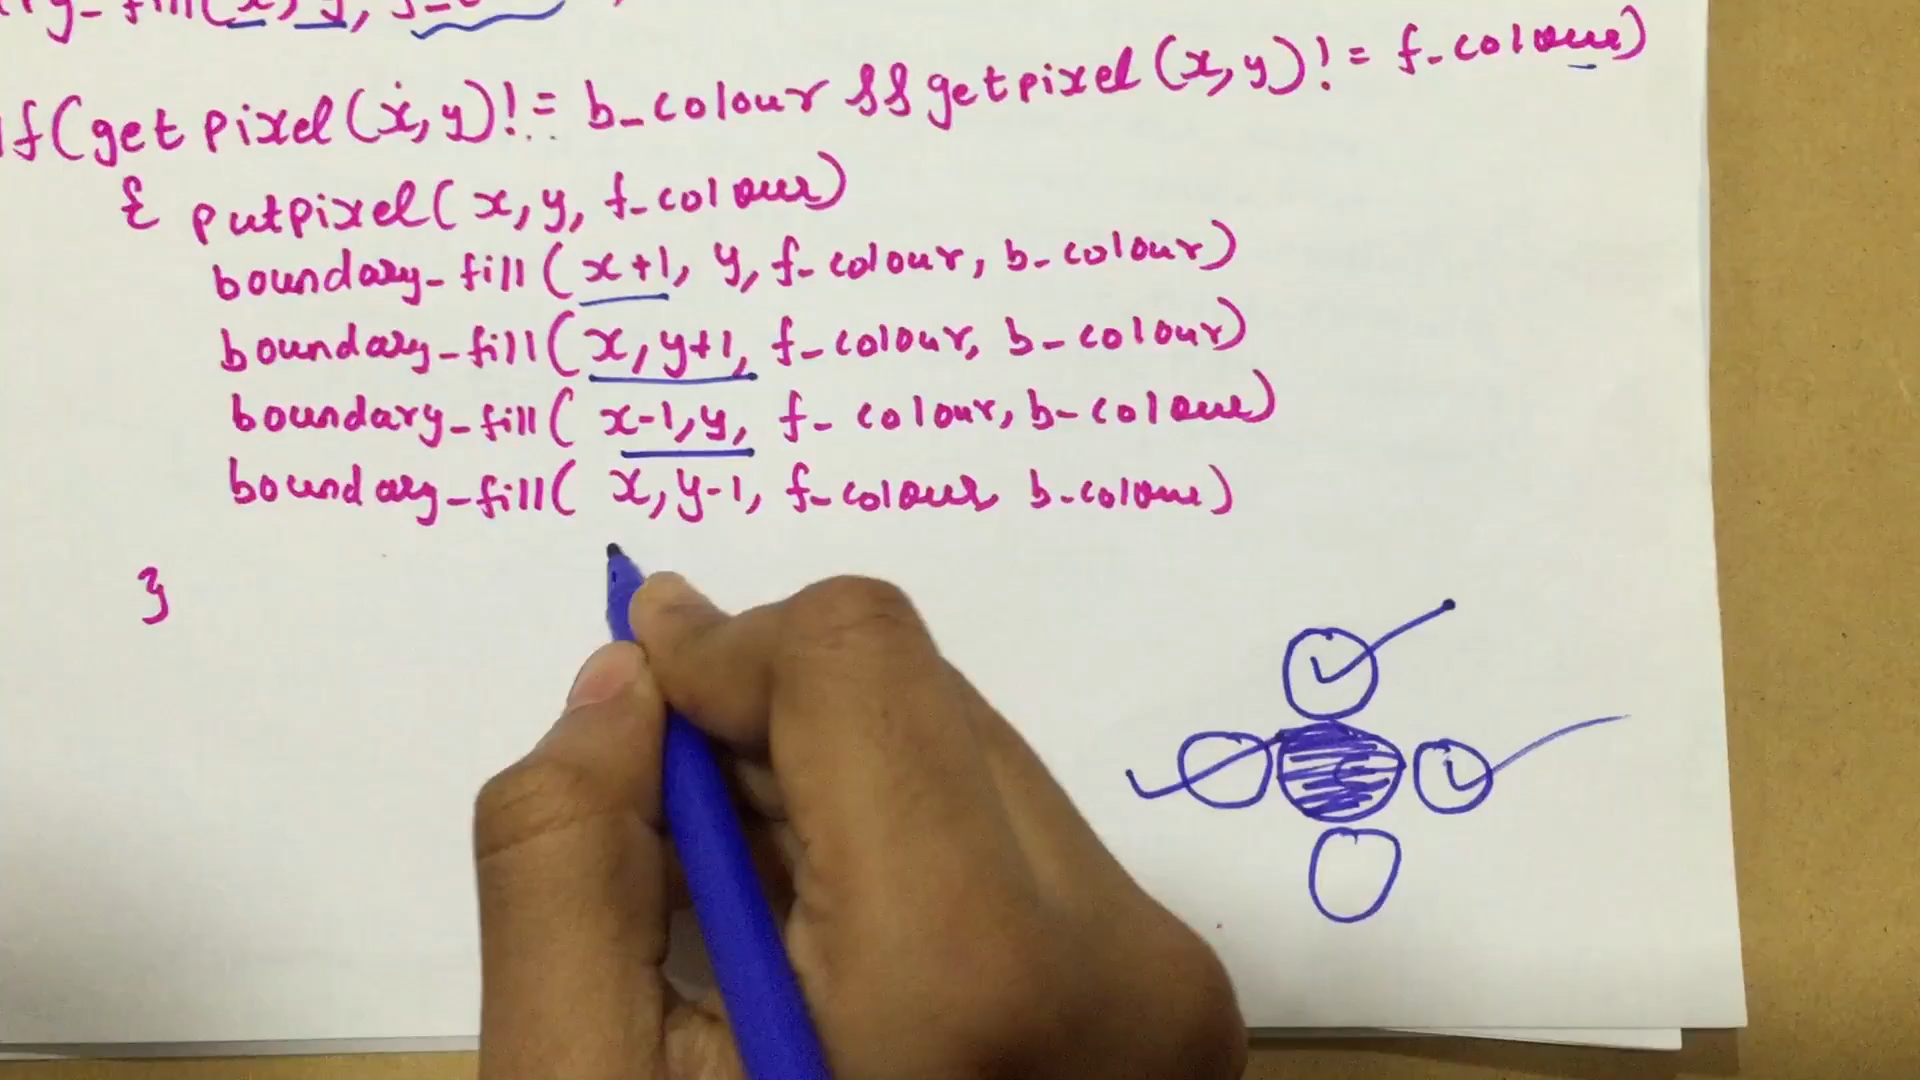 fill(x, y,
if(getpixel(x,y)!= b_colour && getpixel(x,y)!= f_colour)
{ putpixel(x,y, f_colour)
boundary_fill(x+1, y, f_colour, b_colour)
boundary_fill(x, y+1, f_colour, b_colour)
boundary_fill( x-1,y, f_colour, b_colour)
boundary_fill( x, y-1, f_colour b_colour)
}